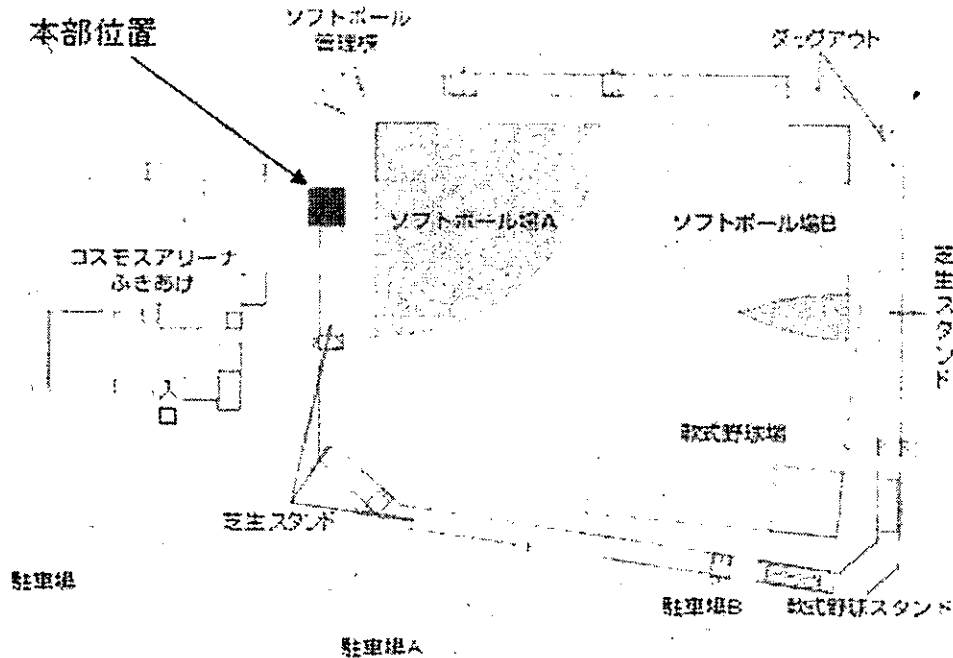 本部位置
ソフトボール
管理棟
ダッグアウト
ソフトボール場A
ソフトボール場B
コスモスアリーナ
ふきあげ
芝生スタンド
軟式野球場
芝生スタンド
駐車場
駐車場B
軟式野球スタンド
駐車場A